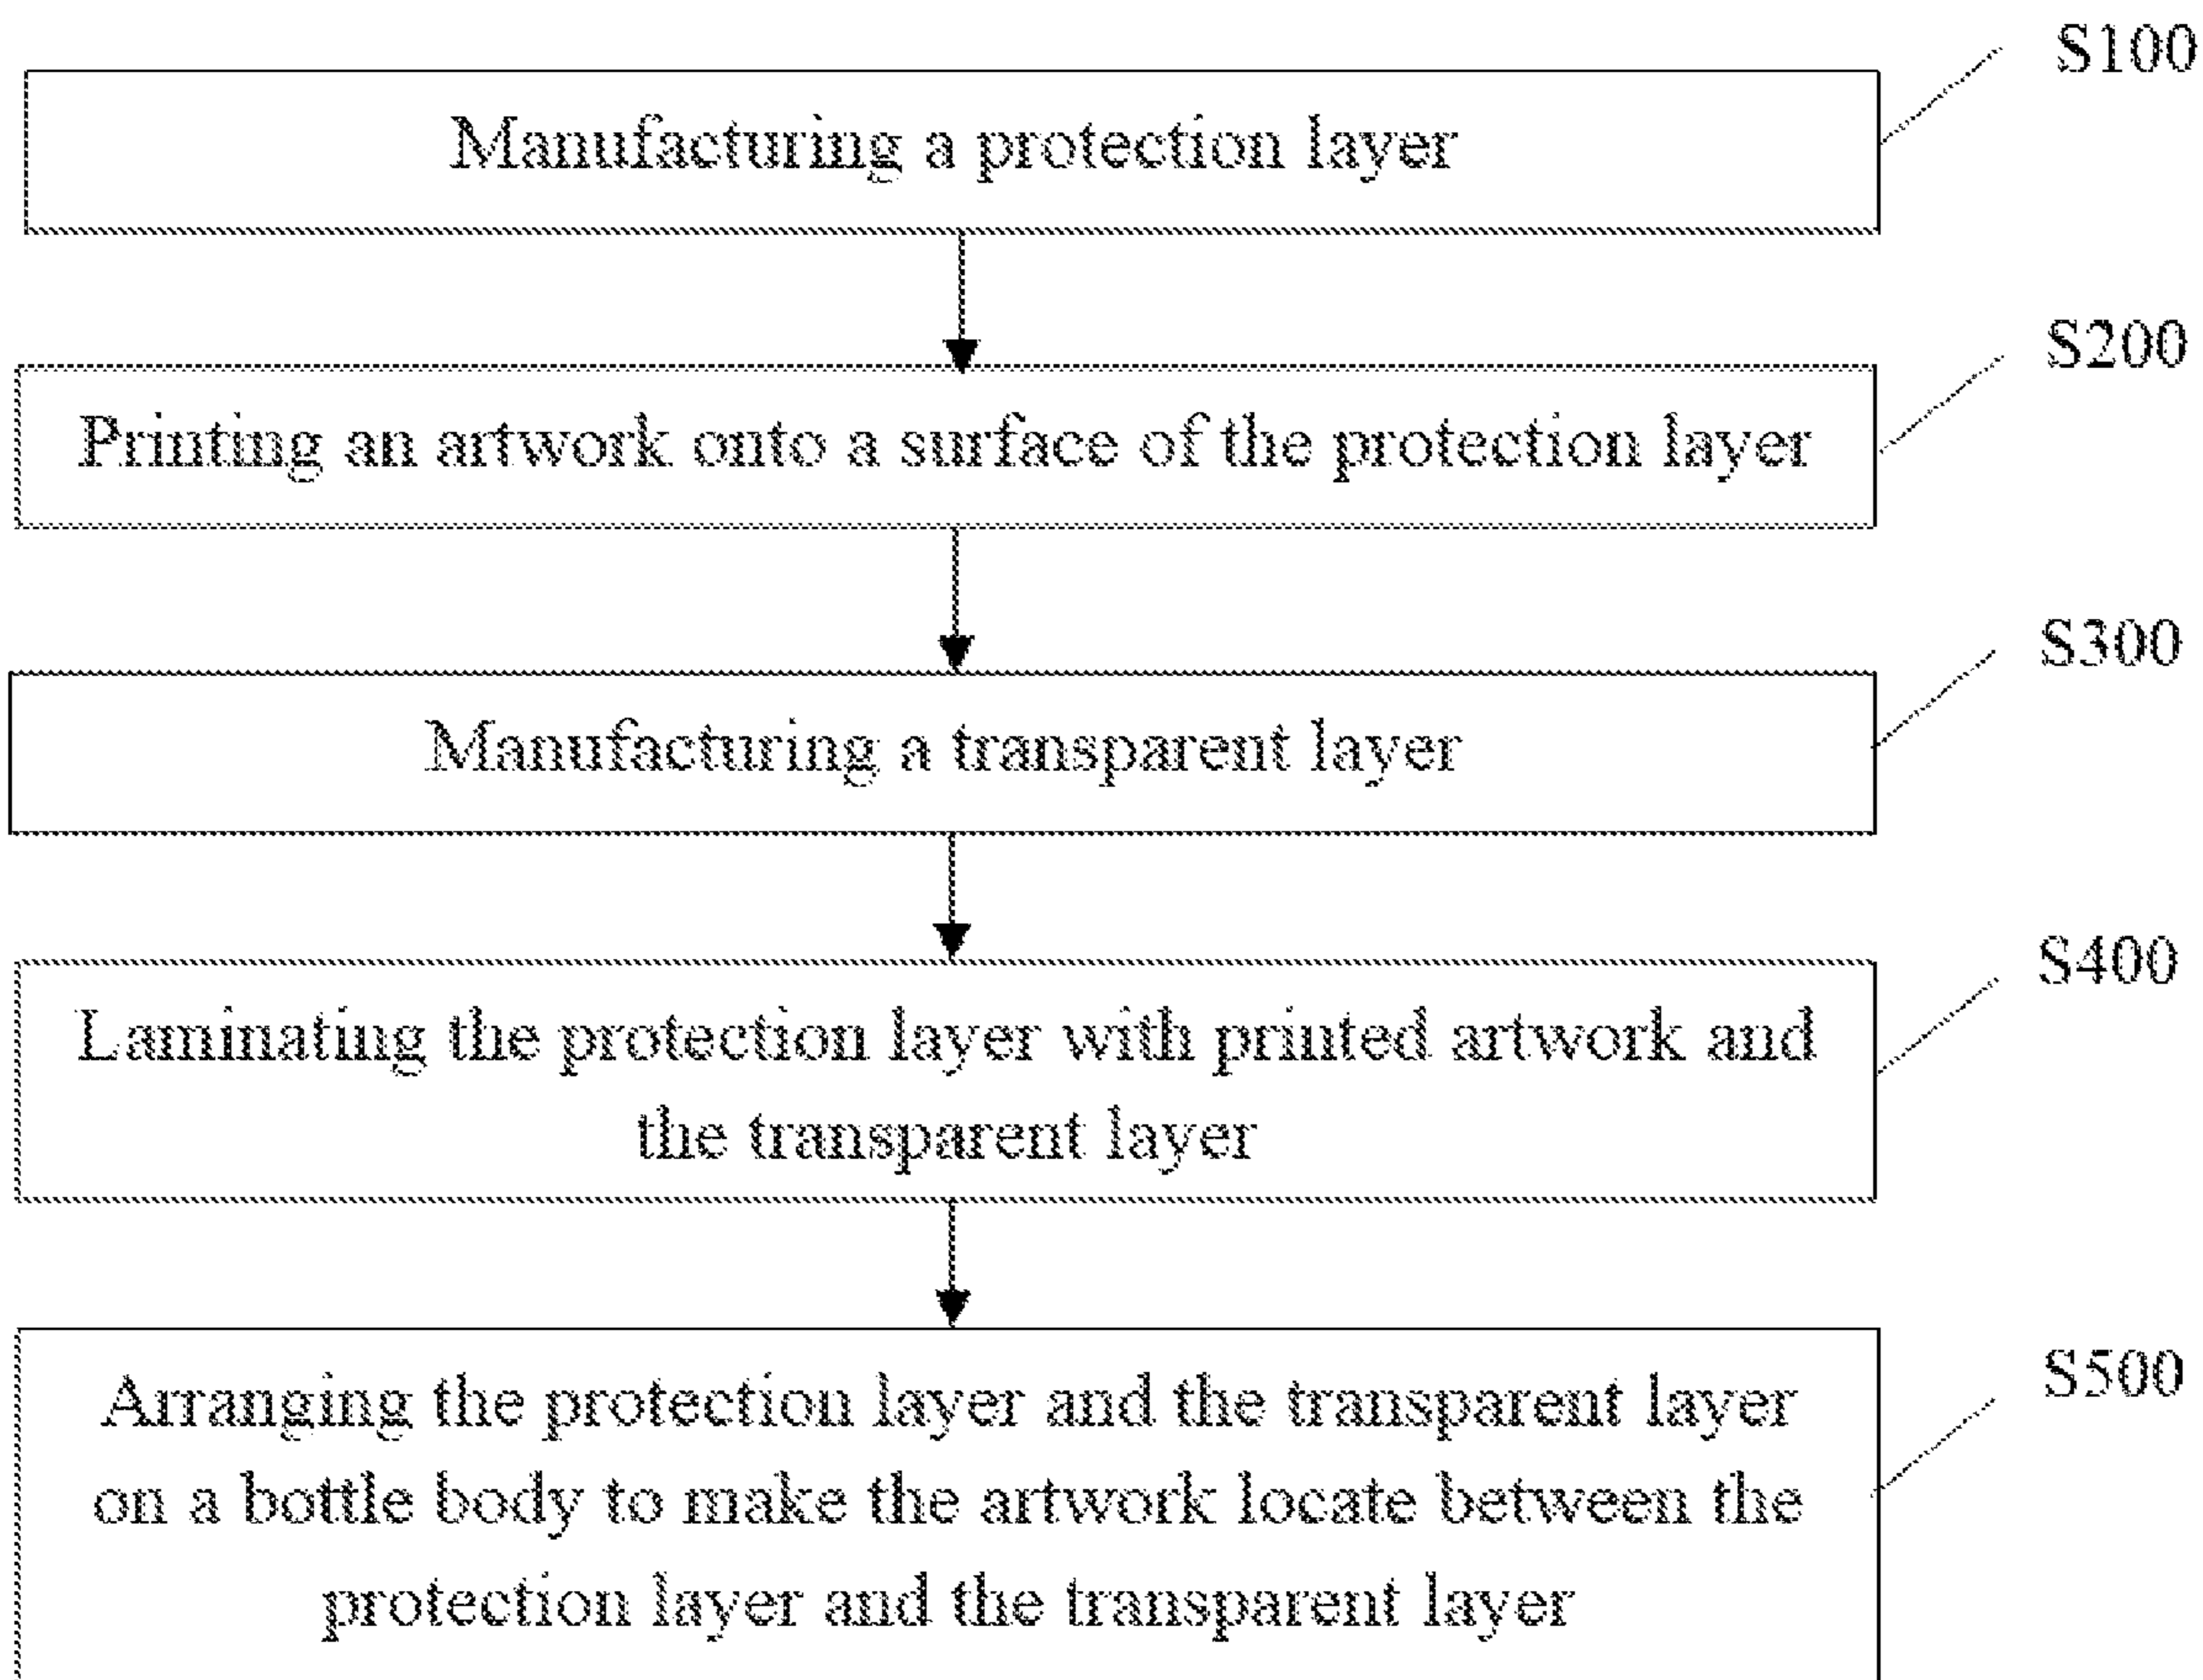 S100
Manufacturing a protection layer
S200
Printing an artwork onto a surface of the protection layer
S300
Manufacturing a transparent layer
S400
Laminating the protection layer with printed artwork and
the transparent layer
S500
Arranging the protection layer and the transparent layer
on a bottle body to make the artwork locate between the
protection layer and the transparent layer